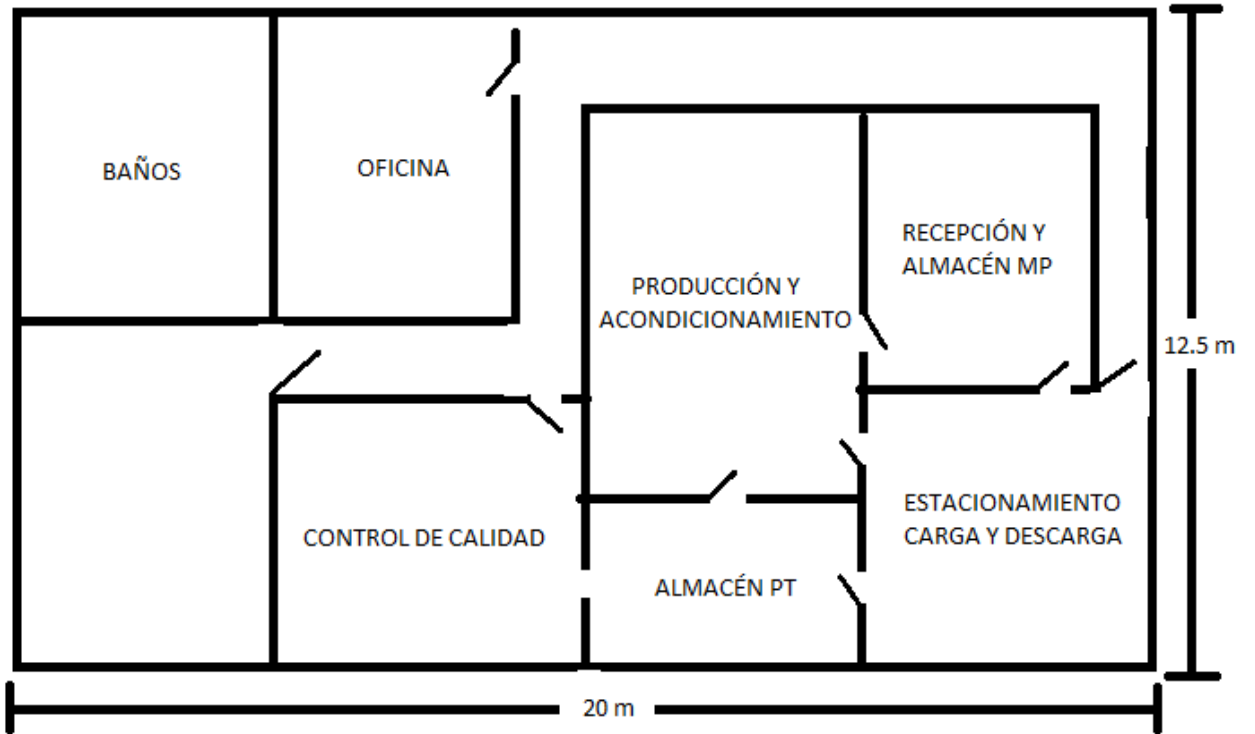 BAÑOS
OFICINA
RECEPCIÓN Y
ALMACÉN MP
PRODUCCIÓN Y
ACONDICIONAMIENTO
12.5 m
CONTROL DE CALIDAD
ESTACIONAMIENTO
CARGA Y DESCARGA
ALMACÉN PT
20 m